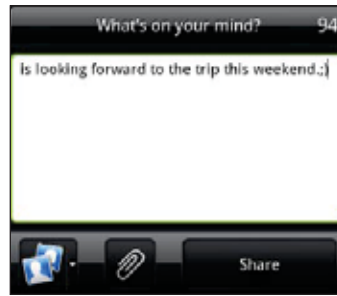 What's on your mind? 94
is looking forward to the trip this weekend.;)
Share